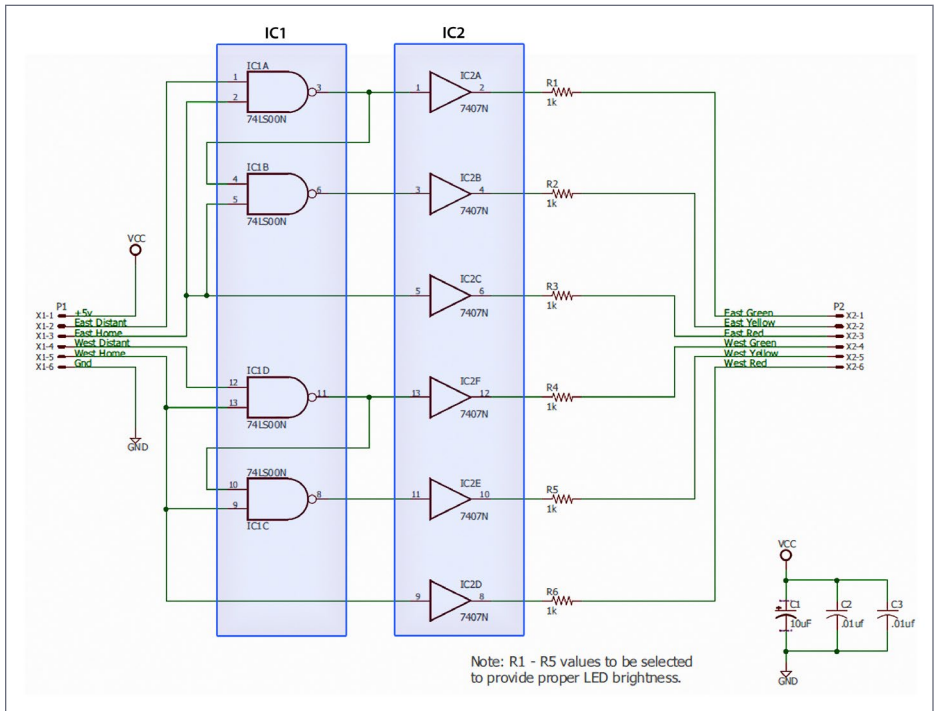 IC1
IC2
IC1A
1
2
3
74LS00N
IC2A
1
2
7407N
R1
1k
IC1B
4
5
6
74LS00N
IC2B
3
4
7407N
R2
1k
VCC
IC2C
5
6
7407N
R3
1k
P1
X1-1
+5v
X1-2
East Distant
X1-3
East Home
X1-4
West Distant
X1-5
West Home
X1-6
Gnd
GND
P2
East Green
X2-1
East Yellow
X2-2
East Red
X2-3
West Green
X2-4
West Yellow
X2-5
West Red
X2-6
IC1D
12
13
11
74LS00N
IC2F
13
12
7407N
R4
1k
74LS00N
10
9
8
IC1C
IC2E
11
10
7407N
R5
1k
IC2D
9
8
7407N
R6
1k
VCC
C1
10uF
C2
.01uf
C3
.01uf
GND
Note: R1 - R5 values to be selected
to provide proper LED brightness.